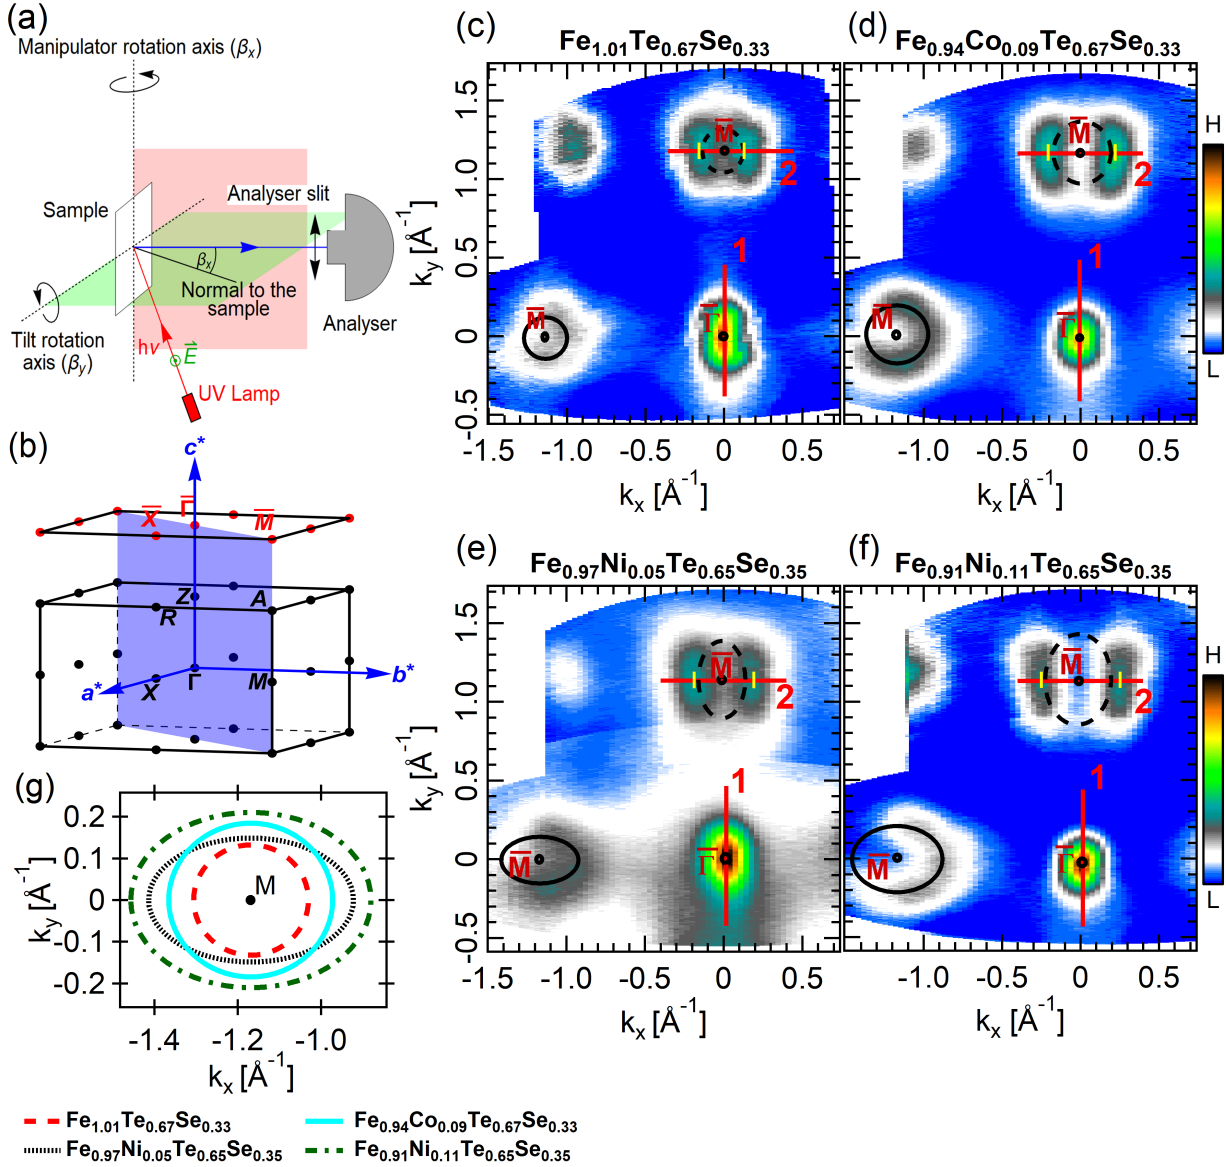 (a)
Manipulator rotation axis (βx)
Sample
Analyser slit
βx
Normal to the
sample
Analyser
Tilt rotation
axis (βy)
hν
E
UV Lamp
(b)
c*
X
Γ
M
Z
A
R
a*
X
Γ
M
b*
(c)
Fe1.01Te0.67Se0.33
1.5
1.0
0.5
0
-0.5
ky [Å-1]
M
2
1
M
Γ
-1.5 -1.0 -0.5 0 0.5
kx [Å-1]
(d)
Fe0.94Co0.09Te0.67Se0.33
M
2
1
M
Γ
-1.0 -0.5 0 0.5
kx [Å-1]
H
L
(e)
Fe0.97Ni0.05Te0.65Se0.35
1.5
1.0
0.5
0
-0.5
ky [Å-1]
M
2
1
M
Γ
-1.5 -1.0 -0.5 0 0.5
kx [Å-1]
(f)
Fe0.91Ni0.11Te0.65Se0.35
M
2
1
M
Γ
-1.0 -0.5 0 0.5
kx [Å-1]
H
L
(g)
0.2
0.1
0
-0.1
-0.2
ky [Å-1]
M
-1.4 -1.2 -1.0
kx [Å-1]
Fe1.01Te0.67Se0.33
Fe0.94Co0.09Te0.67Se0.33
Fe0.97Ni0.05Te0.65Se0.35
Fe0.91Ni0.11Te0.65Se0.35